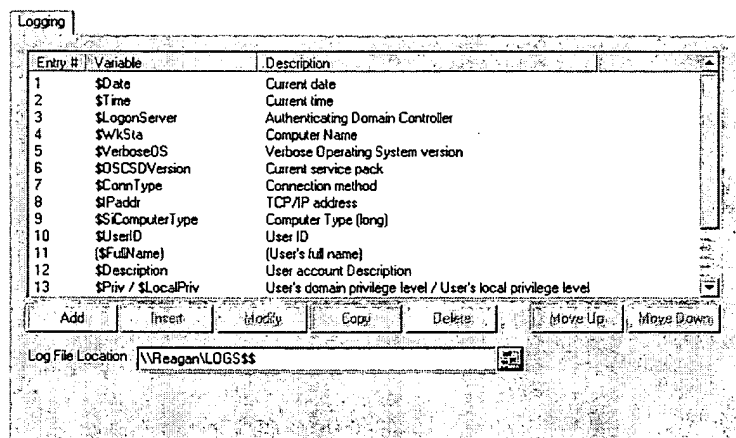 Logging
Entry # Variable Description
1 $Date Current date
2 $Time Current time
3 $LogonServer Authenticating Domain Controller
4 $WkSta Computer Name
5 $VerboseOS Verbose Operating System version
6 $OSCSDVersion Current service pack
7 $ConnType Connection method
8 $IPaddr TCP/IP address
9 $SiComputerType Computer Type (long)
10 $UserID User ID
11 ($FullName) (User's full name)
12 $Description User account Description
13 $Priv / $LocalPriv User's domain privilege level / User's local privilege level
Add Insert Modify Copy Delete Move Up Move Down
Log File Location \\Reagan\LOGS$$